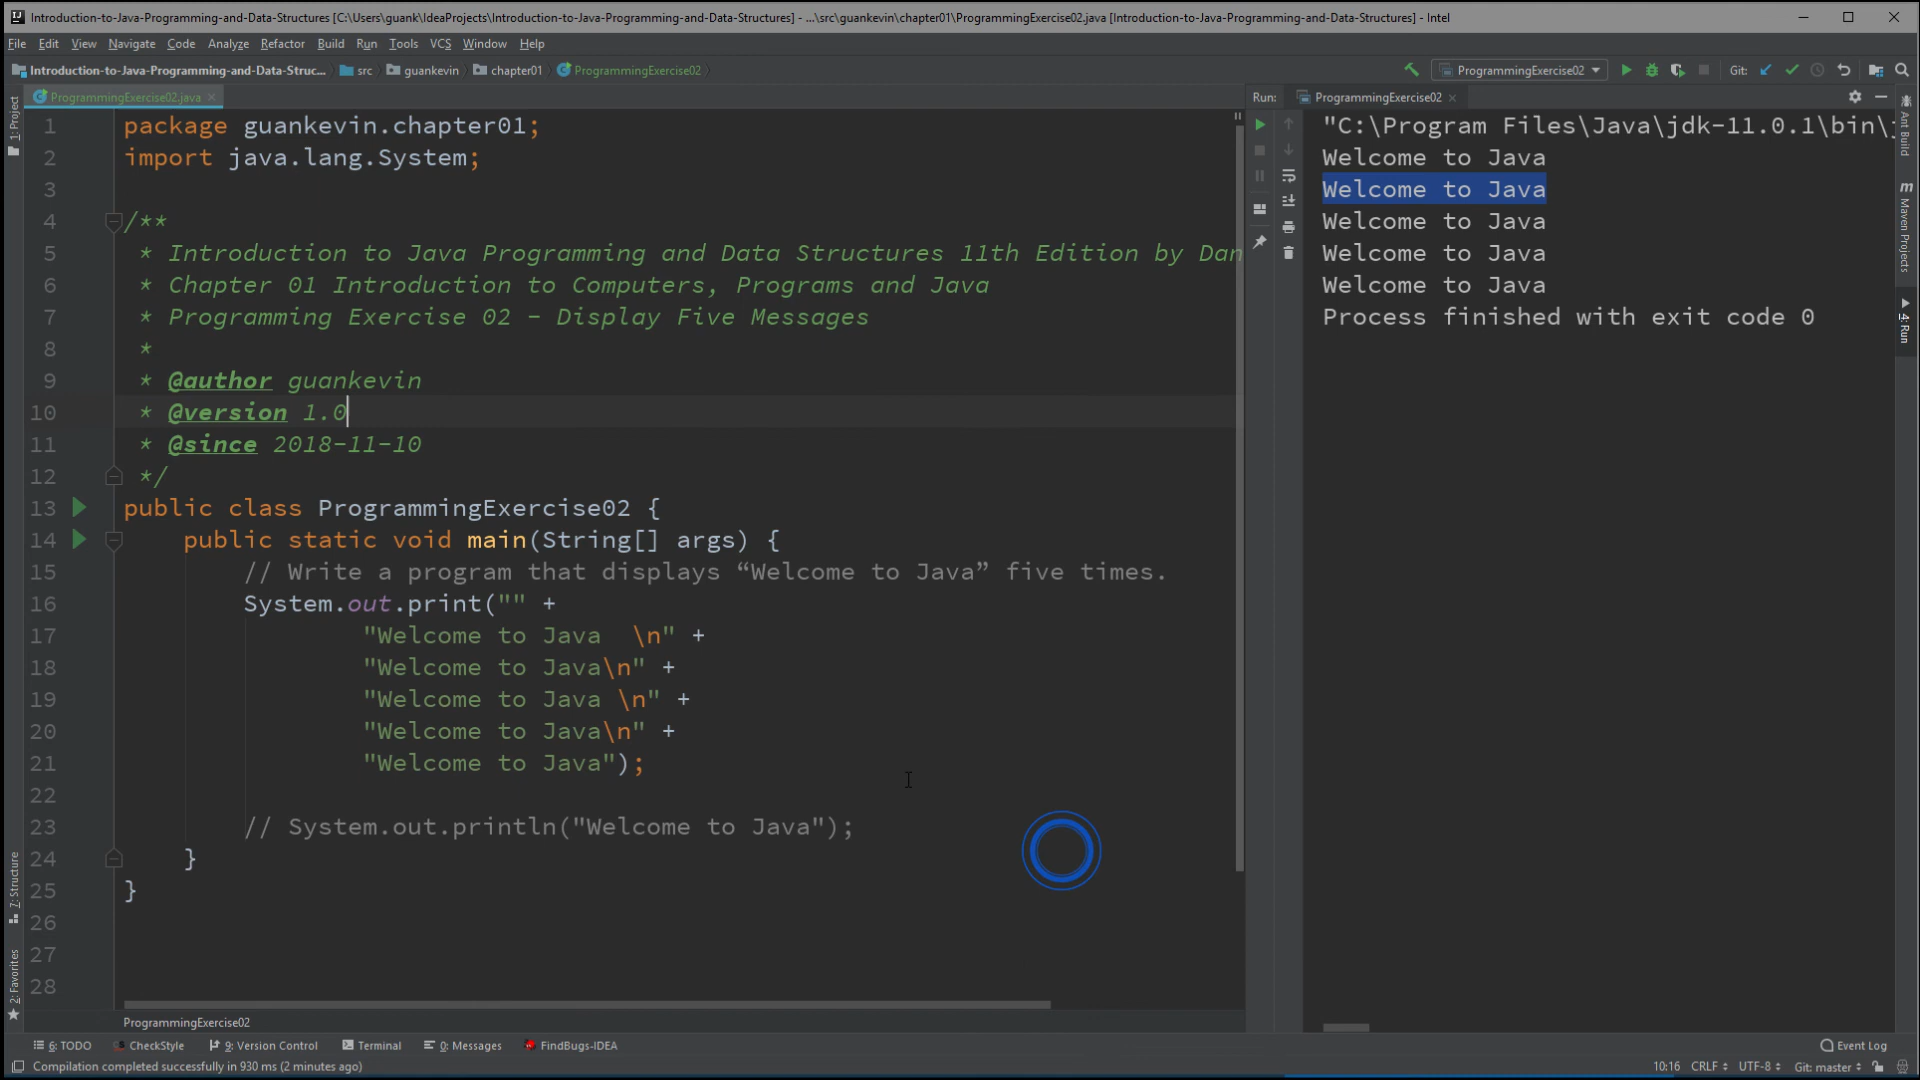 Introduction-to-Java-Programming-and-Data-Structures [C:\Users\guank\IdeaProjects\Introduction-to-Java-Programming-and-Data-Structures] - ...\src\guankevin\chapter01\ProgrammingExercise02.java [Introduction-to-Java-Programming-and-Data-Structures] - Intel
File Edit View Navigate Code Analyze Refactor Build Run Tools VCS Window Help
Introduction-to-Java-Programming-and-Data-Struc... src guankevin chapter01 ProgrammingExercise02
ProgrammingExercise02 Git:
ProgrammingExercise02.java
1 package guankevin.chapter01;
2 import java.lang.System;
3
4 /**
5 * Introduction to Java Programming and Data Structures 11th Edition by Dan
6 * Chapter 01 Introduction to Computers, Programs and Java
7 * Programming Exercise 02 - Display Five Messages
8 *
9 * @author guankevin
10 * @version 1.0
11 * @since 2018-11-10
12 */
13 public class ProgrammingExercise02 {
14 public static void main(String[] args) {
15 // Write a program that displays “Welcome to Java” five times.
16 System.out.print("" +
17 "Welcome to Java  \n" +
18 "Welcome to Java\n" +
19 "Welcome to Java \n" +
20 "Welcome to Java\n" +
21 "Welcome to Java");
22
23 // System.out.println("Welcome to Java");
24 }
25 }
26
27
28
ProgrammingExercise02
Run: ProgrammingExercise02
"C:\Program Files\Java\jdk-11.0.1\bin\
Welcome to Java
Welcome to Java
Welcome to Java
Welcome to Java
Welcome to Java
Process finished with exit code 0
1: Project
7: Structure
2: Favorites
Ant Build
m Maven Projects
4: Run
6: TODO CheckStyle 9: Version Control Terminal 0: Messages FindBugs-IDEA Event Log
Compilation completed successfully in 930 ms (2 minutes ago) 10:16 CRLF UTF-8 Git: master